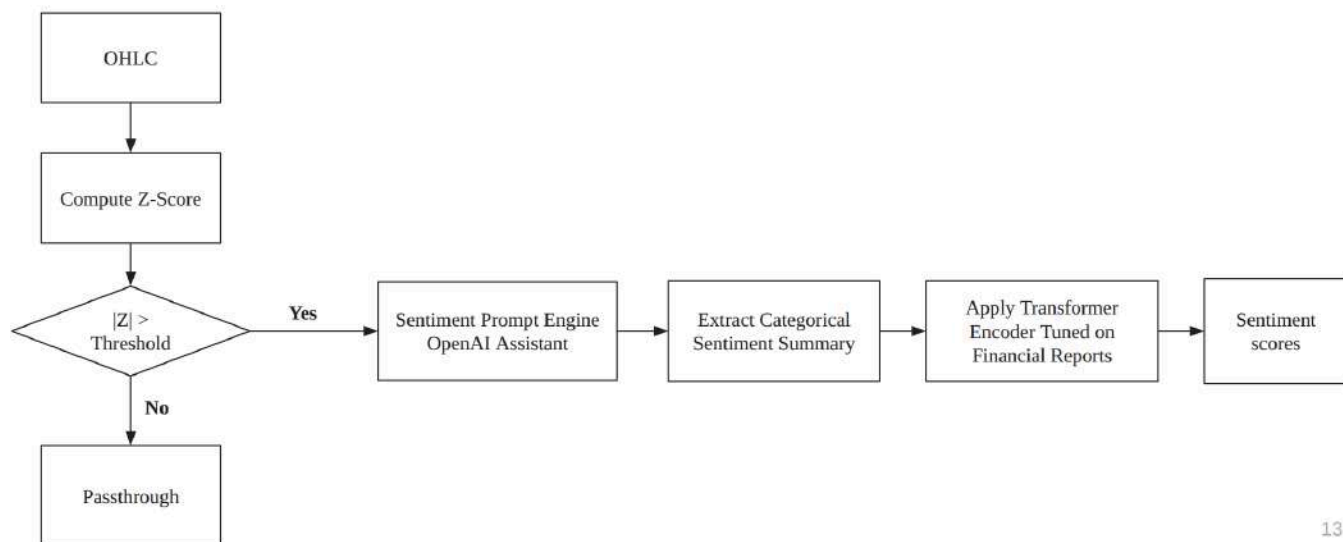 OHLC
Compute Z-Score
|Z| >
Threshold
Yes
No
Passthrough
Sentiment Prompt Engine
OpenAI Assistant
Extract Categorical
Sentiment Summary
Apply Transformer
Encoder Tuned on
Financial Reports
Sentiment
scores
13